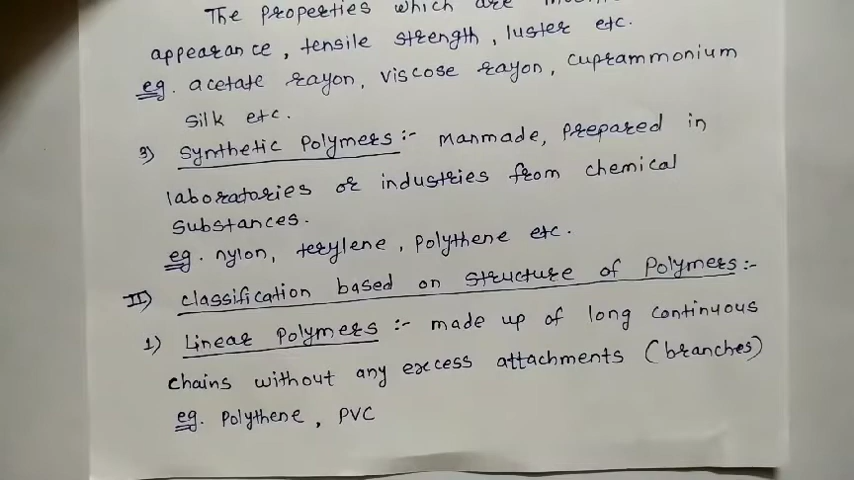 The properties which are
appearance, tensile strength, luster etc.
eg. acetate rayon, viscose rayon, cuprammonium
silk etc.
3) Synthetic Polymers :- Manmade, prepared in
laboratories or industries from chemical
substances.
eg. nylon, terylene, polythene etc.
II) classification based on structure of Polymers :-
1) Linear Polymers :- made up of long continuous
chains without any excess attachments (branches)
eg. Polythene, PVC